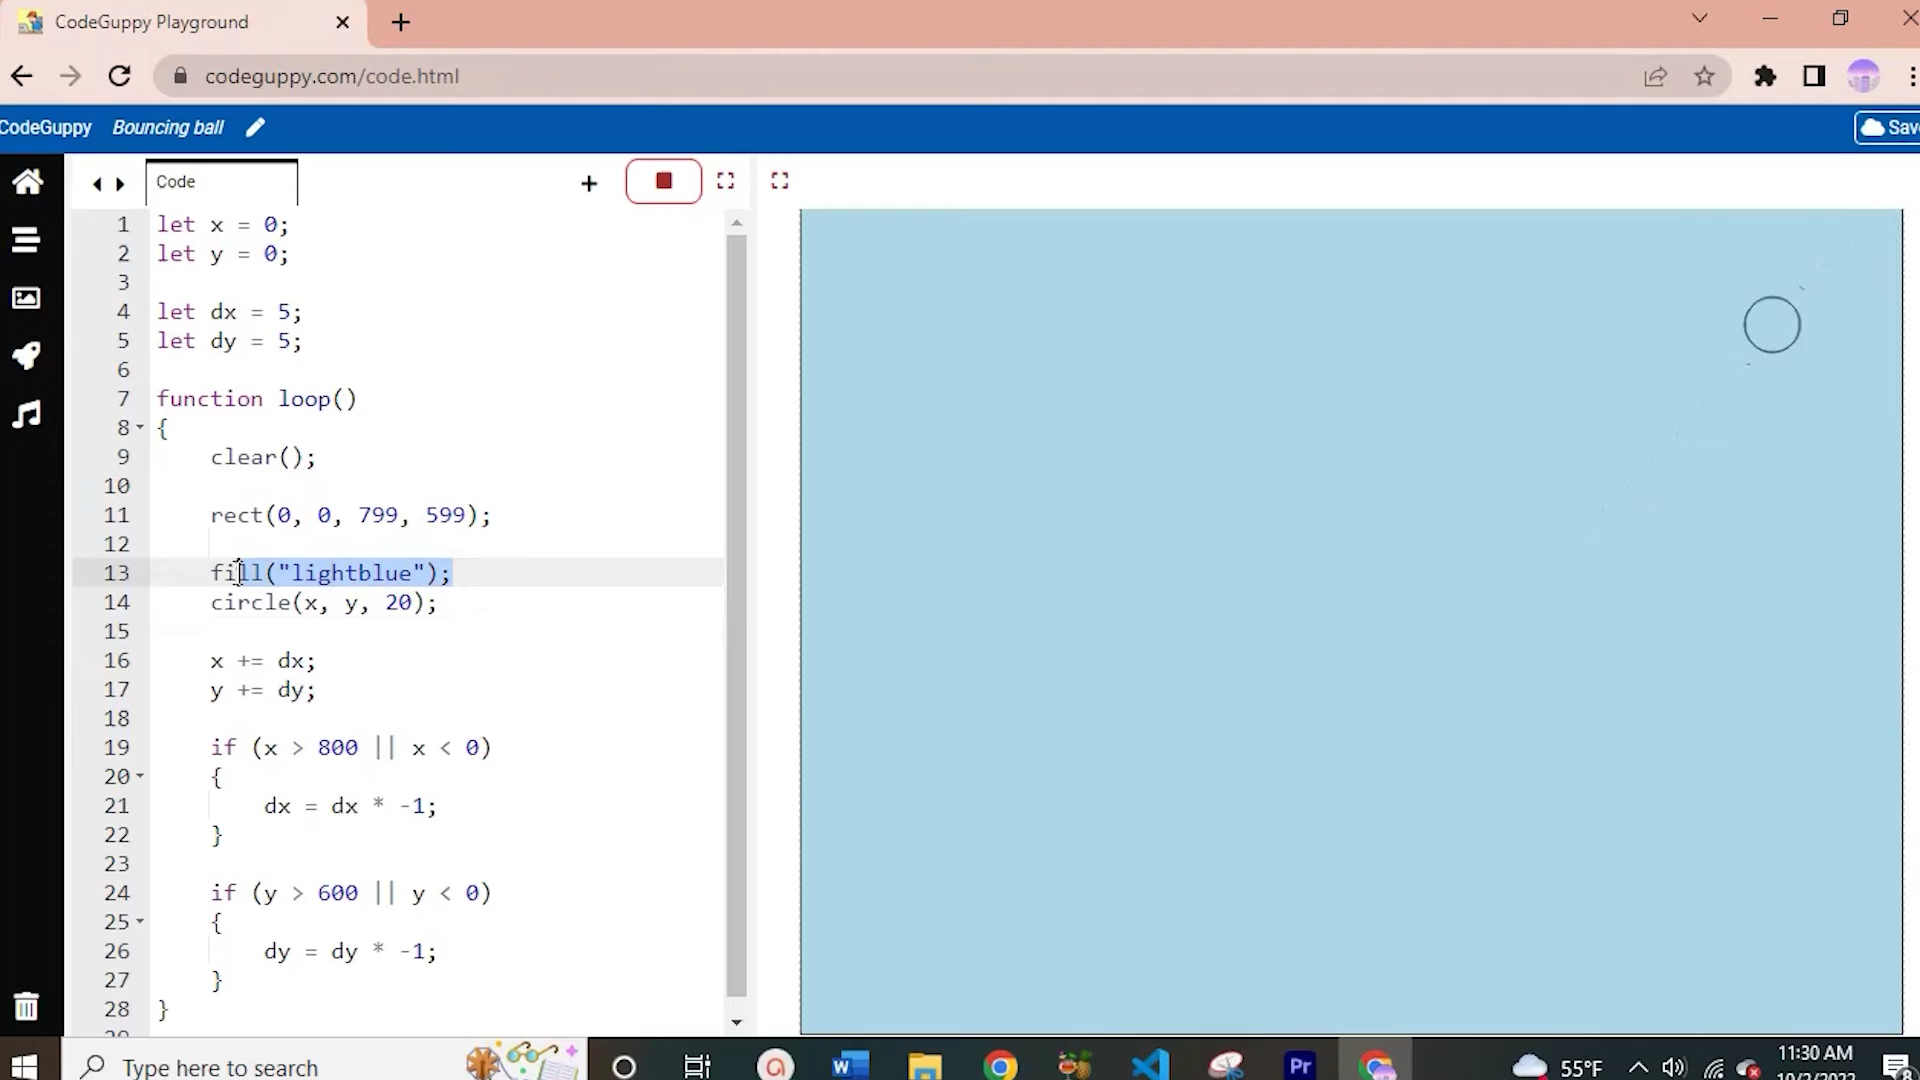 CodeGuppy Playground
codeguppy.com/code.html
CodeGuppy Bouncing ball
Save
Code
1 let x = 0;
2 let y = 0;
3
4 let dx = 5;
5 let dy = 5;
6
7 function loop()
8 {
9 clear();
10
11 rect(0, 0, 799, 599);
12
13 fill("lightblue");
14 circle(x, y, 20);
15
16 x += dx;
17 y += dy;
18
19 if (x > 800 || x < 0)
20 {
21 dx = dx * -1;
22 }
23
24 if (y > 600 || y < 0)
25 {
26 dy = dy * -1;
27 }
28 }
Type here to search
W
Pr
55°F
11:30 AM